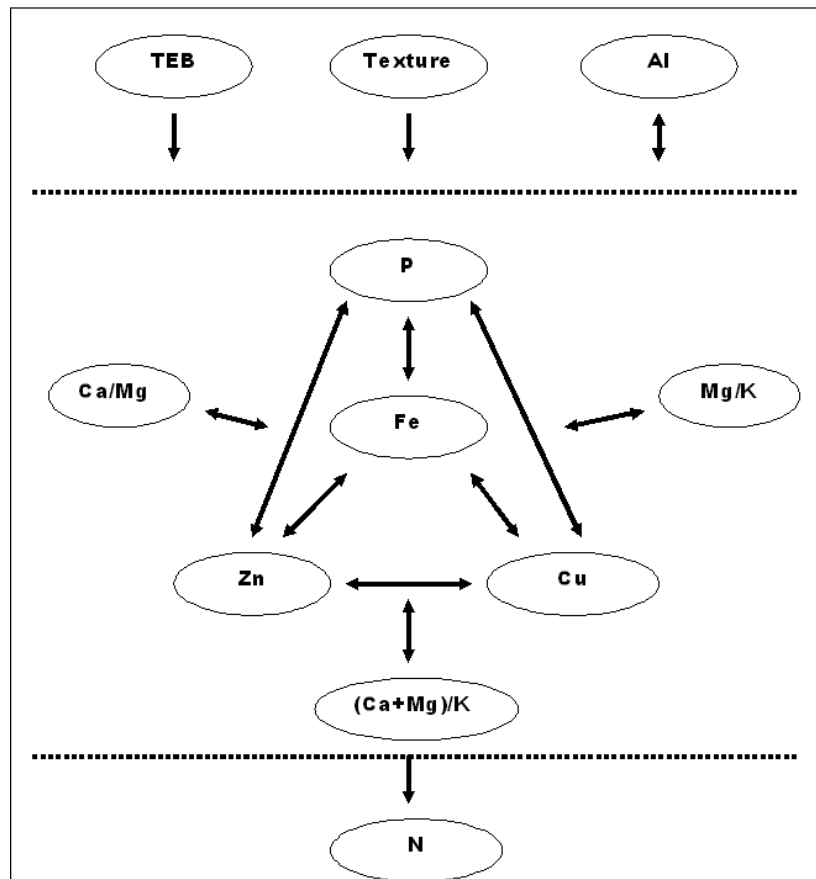 TEB Texture Al
P
Ca/Mg Mg/K
Fe
Zn Cu
(Ca+Mg)/K
N